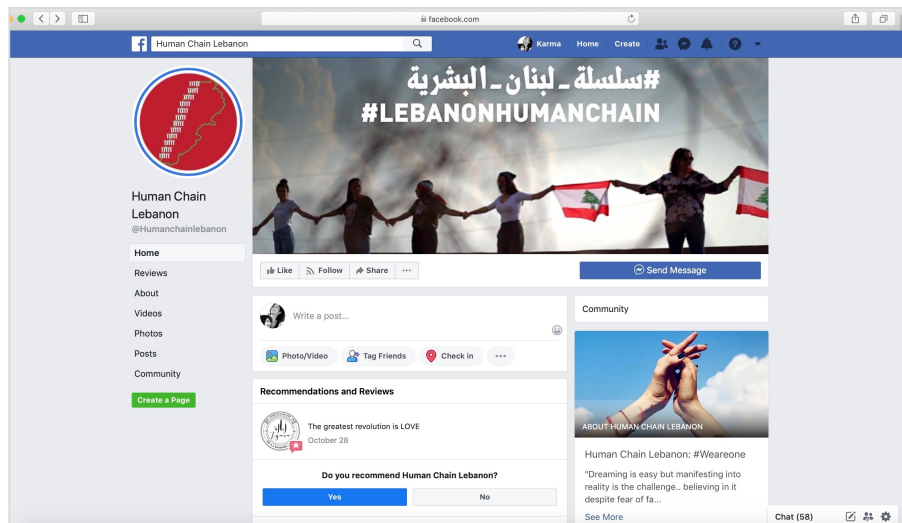 facebook.com
Human Chain Lebanon
Karma
Home
Create
#سلسلة_لبنان_البشرية
#LEBANONHUMANCHAIN
Human Chain
Lebanon
@Humanchainlebanon
Home
Reviews
About
Videos
Photos
Posts
Community
Create a Page
Like
Follow
Share
Send Message
Write a post...
Photo/Video
Tag Friends
Check in
Recommendations and Reviews
The greatest revolution is LOVE
October 28
Do you recommend Human Chain Lebanon?
Yes
No
Community
ABOUT HUMAN CHAIN LEBANON
Human Chain Lebanon: #Weareone
"Dreaming is easy but manifesting into
reality is the challenge.. believing in it
despite fear of fa...
See More
Chat (58)